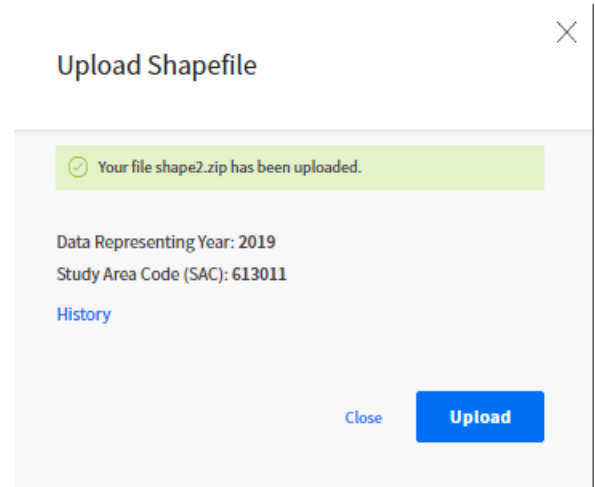 Upload Shapefile
Your file shape2.zip has been uploaded.
Data Representing Year: 2019
Study Area Code (SAC): 613011
History
Close
Upload